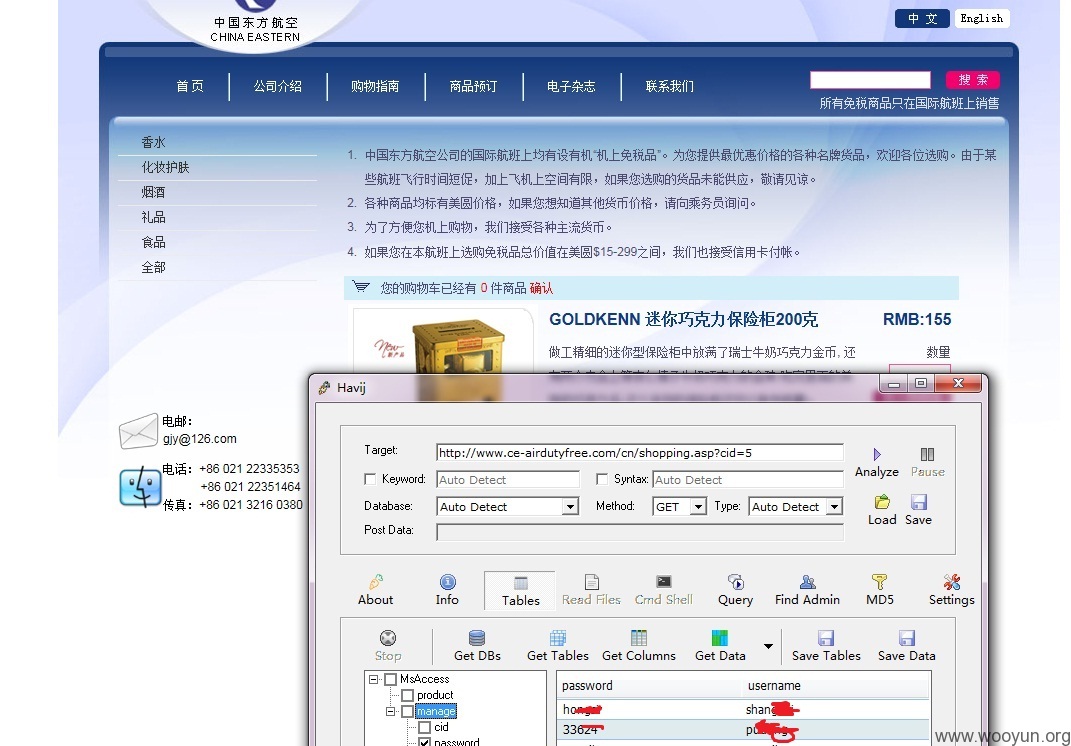 中国东方航空
CHINA EASTERN
中 文
English
首 页
公司介绍
购物指南
商品预订
电子杂志
联系我们
搜 索
所有免税商品只在国际航班上销售
香水
化妆护肤
烟酒
礼品
食品
全部
1. 中国东方航空公司的国际航班上均有设有机“机上免税品”。为您提供最优惠价格的各种名牌货品，欢迎各位选购。由于某
些航班飞行时间短促，加上飞机上空间有限，如果您选购的货品未能供应，敬请见谅。
2. 各种商品均标有美圆价格，如果您想知道其他货币价格，请向乘务员询问。
3. 为了方便您机上购物，我们接受各种主流货币。
4. 如果您在本航班上选购免税品总价值在美圆$15-299之间，我们也接受信用卡付帐。
您的购物车已经有 0 件商品 确认
New
GOLDKENN 迷你巧克力保险柜200克
RMB:155
做工精细的迷你型保险柜中放满了瑞士牛奶巧克力金币, 还
数量
电邮：
gjy@126.com
电话： +86 021 22335353
+86 021 22351464
传真： +86 021 3216 0380
Havij
Target:
http://www.ce-airdutyfree.com/cn/shopping.asp?cid=5
Analyze
Pause
Keyword:
Auto Detect
Syntax:
Auto Detect
Database:
Auto Detect
Method:
GET
Type:
Auto Detect
Load
Save
Post Data:
About
Info
Tables
Read Files
Cmd Shell
Query
Find Admin
MD5
Settings
Stop
Get DBs
Get Tables
Get Columns
Get Data
Save Tables
Save Data
MsAccess
product
manage
cid
password
password
username
33624
www.wooyun.org